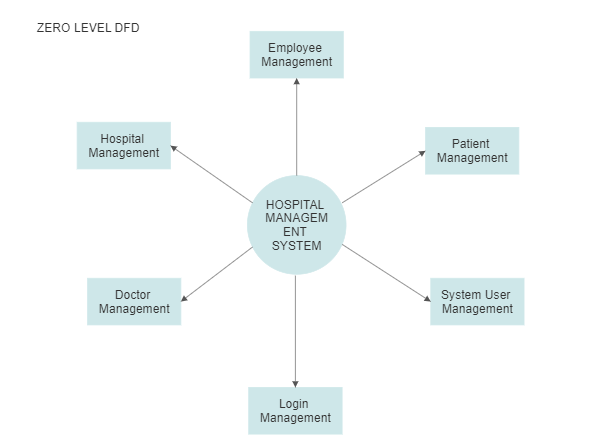 ZERO LEVEL DFD
Employee
Management
Hospital
Management
Patient
Management
HOSPITAL
MANAGEM
ENT
SYSTEM
Doctor
Management
System User
Management
Login
Management